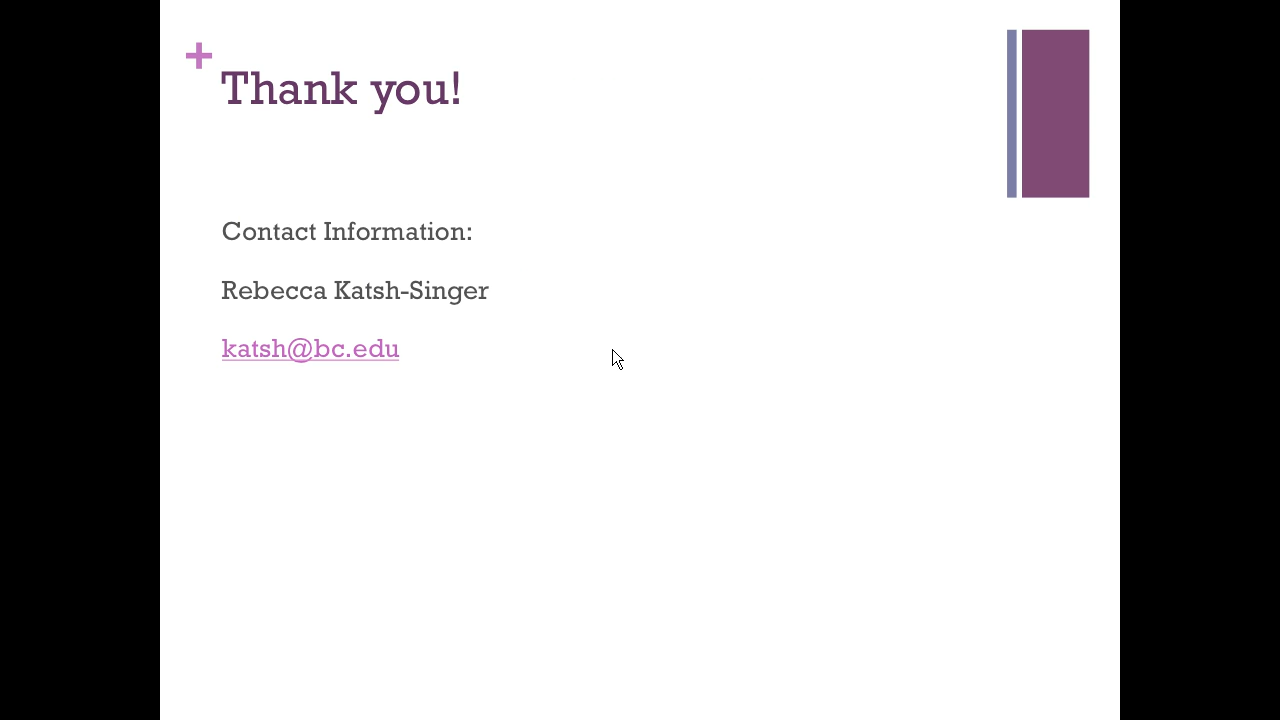 +
Thank you!
Contact Information:
Rebecca Katsh-Singer
katsh@bc.edu